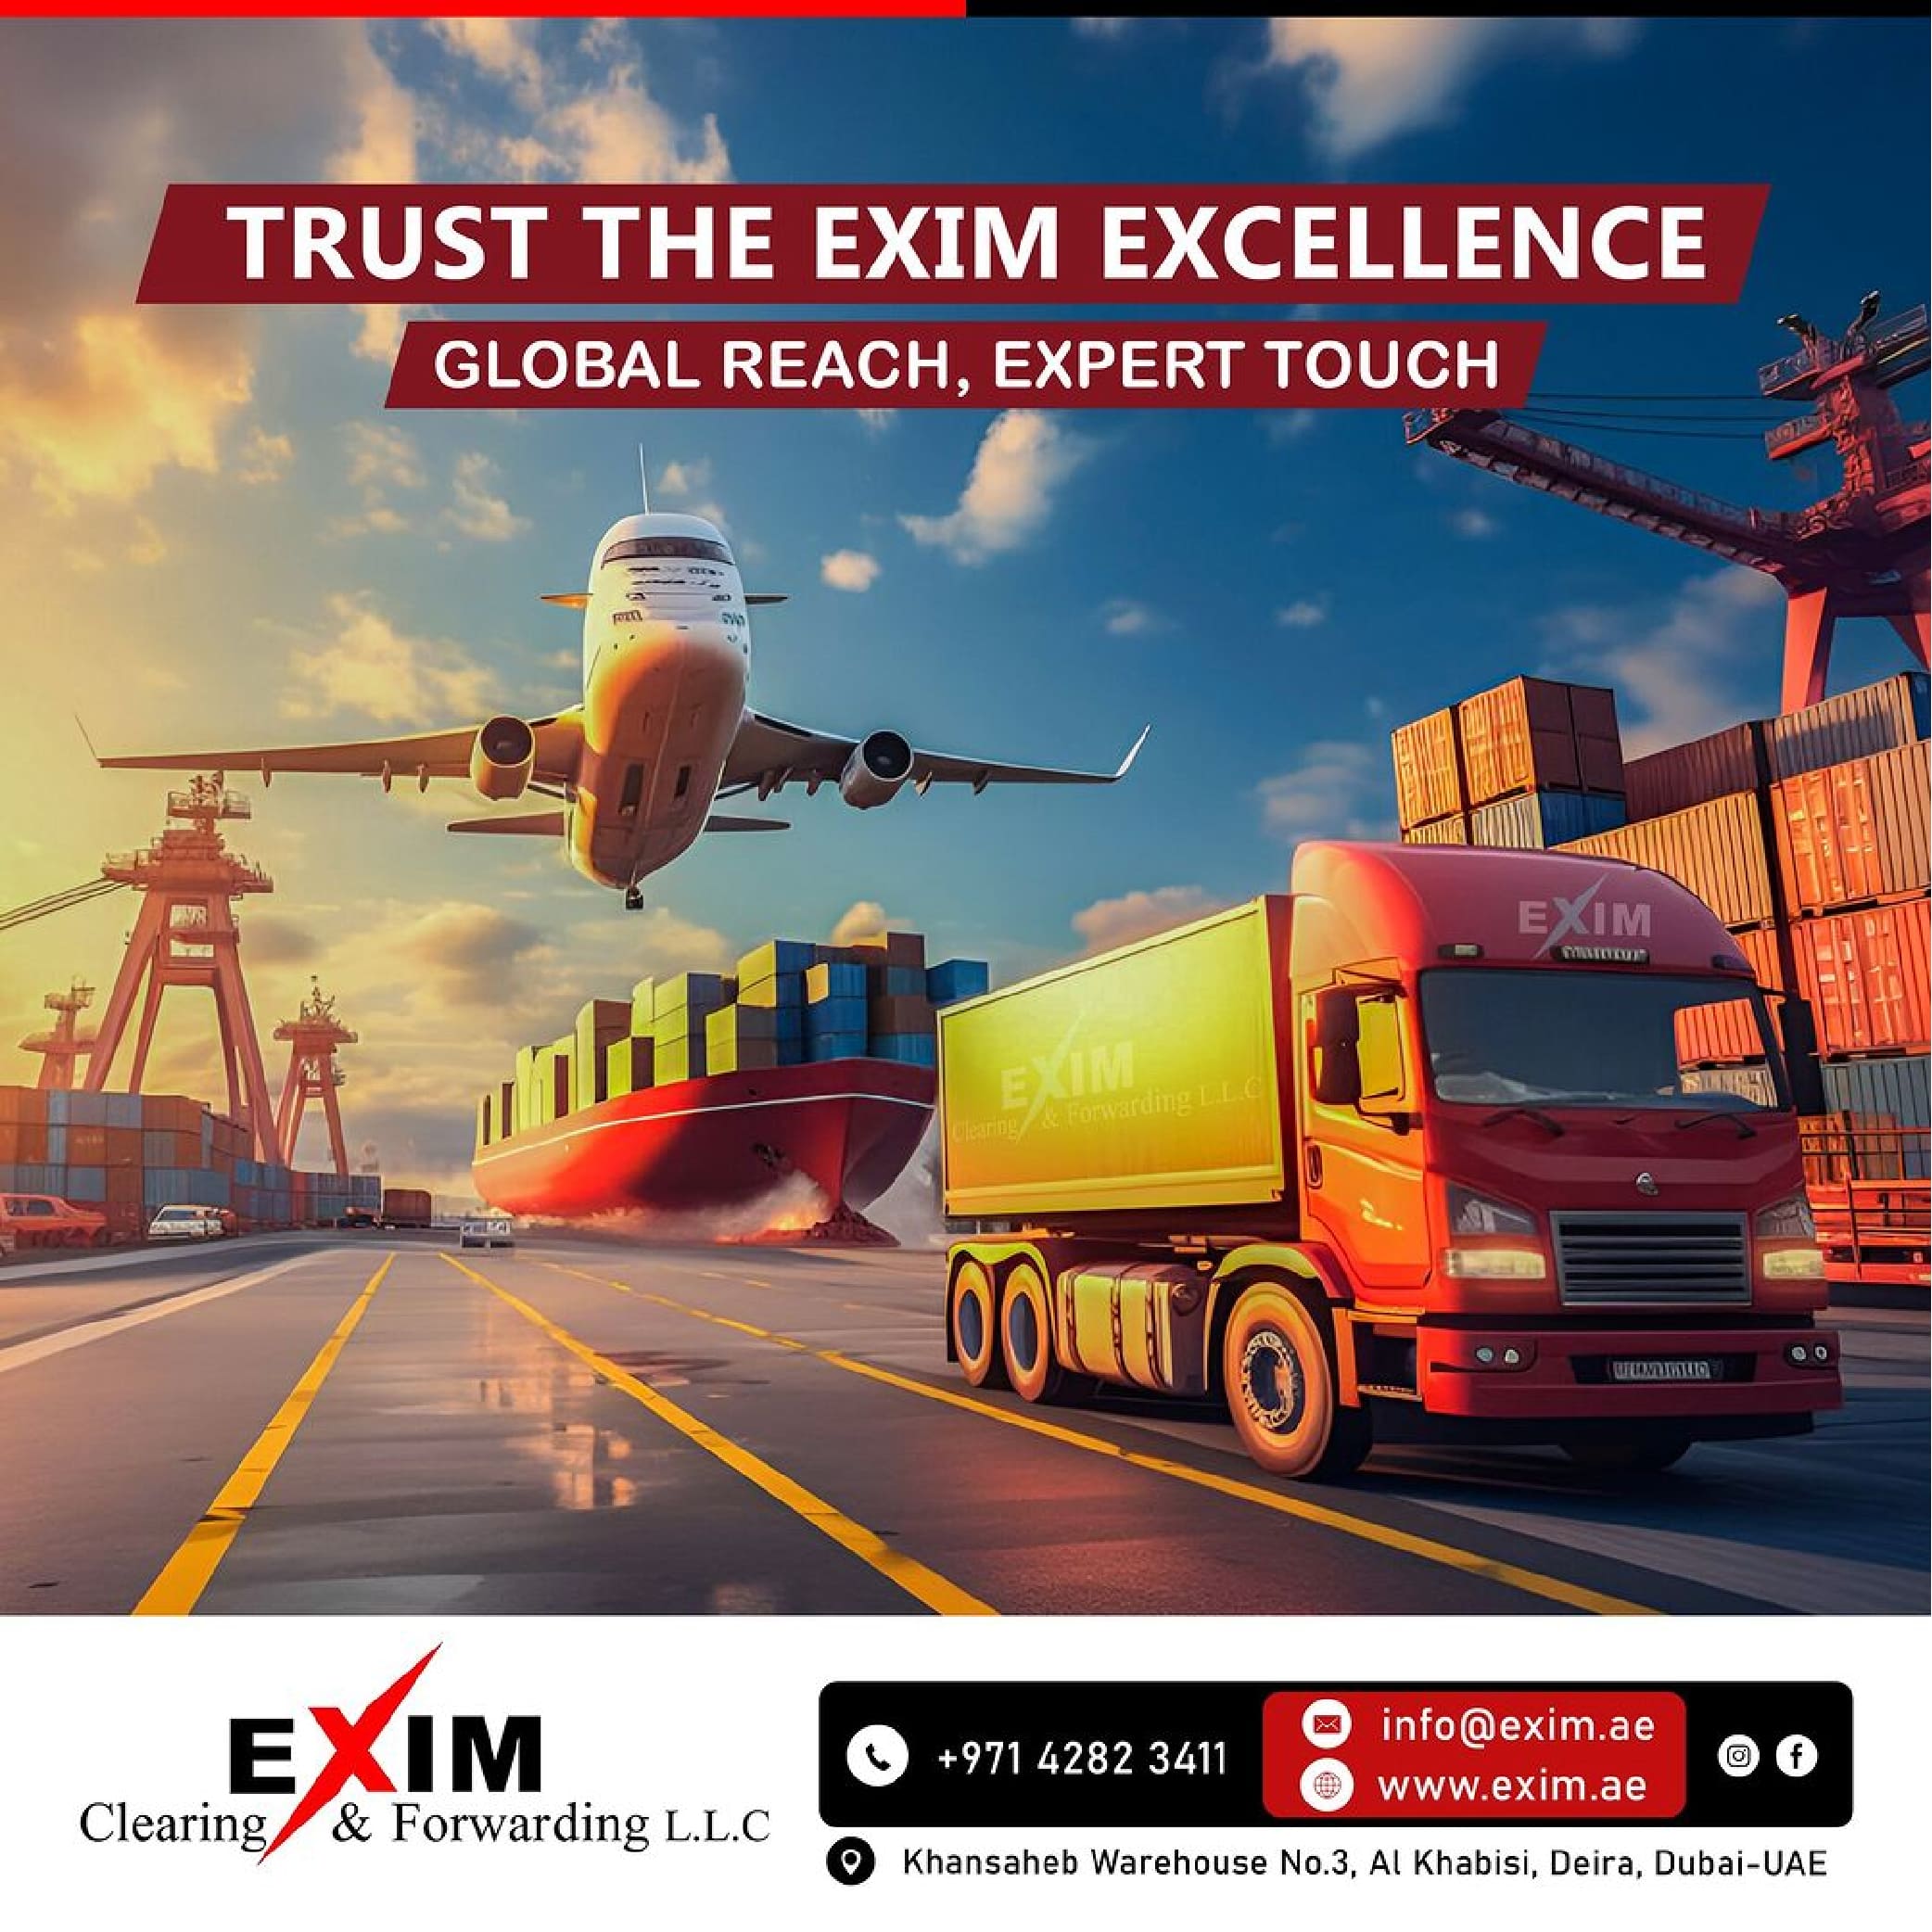 TRUST THE EXIM EXCELLENCE
GLOBAL REACH, EXPERT TOUCH
EXIM
EXIM
Clearing & Forwarding L.L.C
EXIM
Clearing & Forwarding L.L.C
+971 4282 3411
info@exim.ae
www.exim.ae
Khansaheb Warehouse No.3, Al Khabisi, Deira, Dubai-UAE